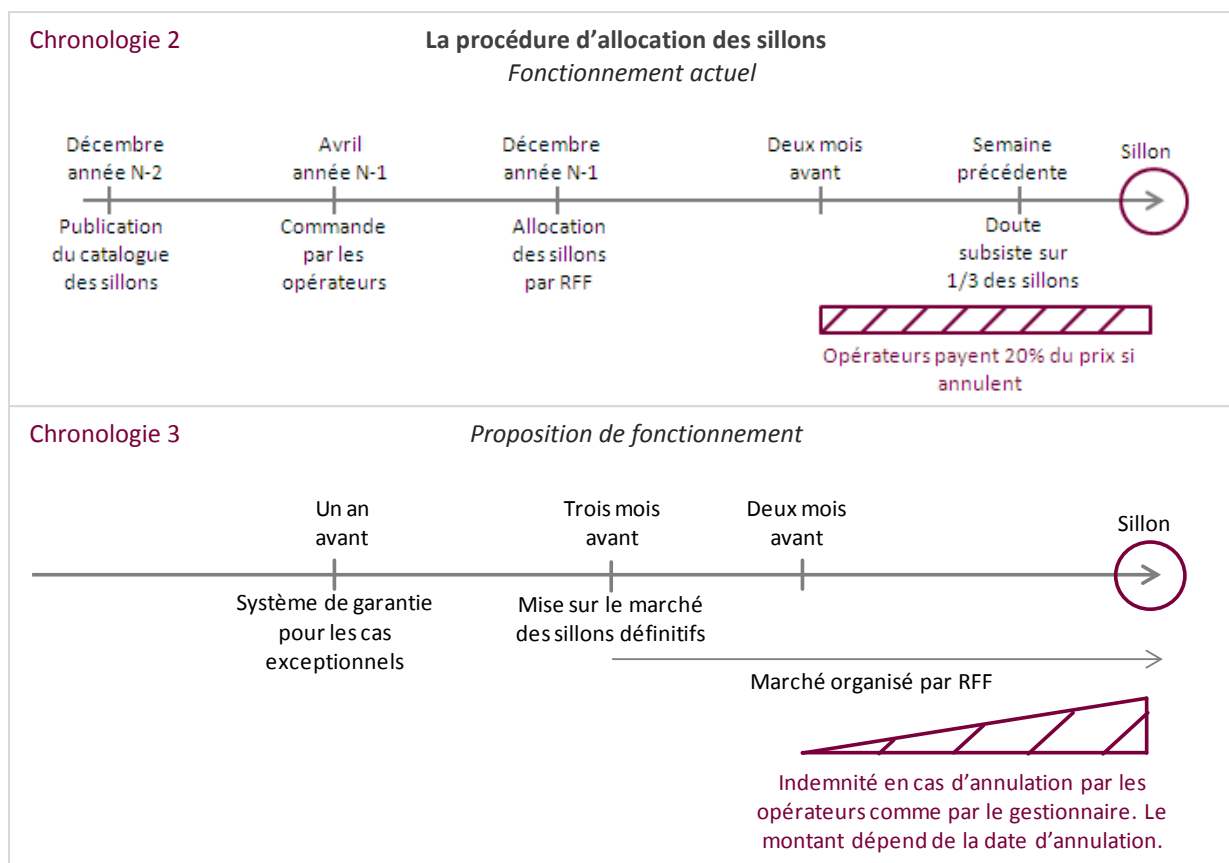 Chronologie 2
La procédure d’allocation des sillons
Fonctionnement actuel
Décembre
année N-2
Avril
année N-1
Décembre
année N-1
Deux mois
avant
Semaine
précédente
Sillon
Publication
du catalogue
des sillons
Commande
par les
opérateurs
Allocation
des sillons
par RFF
Doute
subsiste sur
1/3 des sillons
Opérateurs payent 20% du prix si
annulent
Chronologie 3
Proposition de fonctionnement
Un an
avant
Trois mois
avant
Deux mois
avant
Sillon
Système de garantie
pour les cas
exceptionnels
Mise sur le marché
des sillons définitifs
Marché organisé par RFF
Indemnité en cas d’annulation par les
opérateurs comme par le gestionnaire. Le
montant dépend de la date d’annulation.